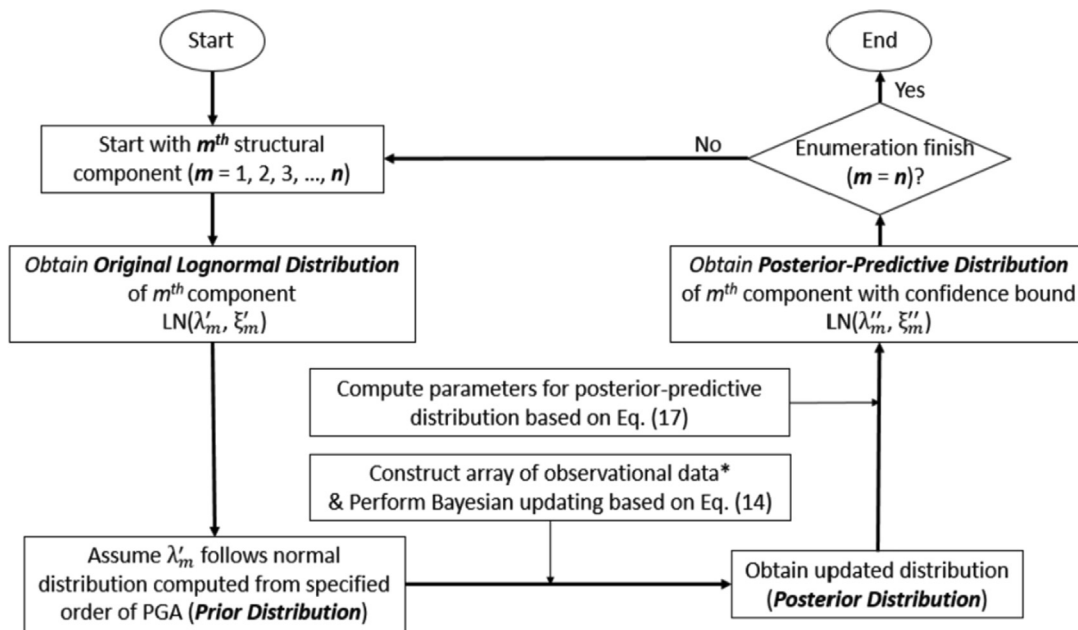 Start
Start with mᵗʰ structural
component (m = 1, 2, 3, ..., n)
Obtain Original Lognormal Distribution
of mᵗʰ component
LN(λ′ₘ, ξ′ₘ)
Assume λ′ₘ follows normal
distribution computed from specified
order of PGA (Prior Distribution)
Construct array of observational data*
& Perform Bayesian updating based on Eq. (14)
Compute parameters for posterior-predictive
distribution based on Eq. (17)
Obtain updated distribution
(Posterior Distribution)
Obtain Posterior-Predictive Distribution
of mᵗʰ component with confidence bound
LN(λ″ₘ, ξ″ₘ)
Enumeration finish
(m = n)?
No
Yes
End